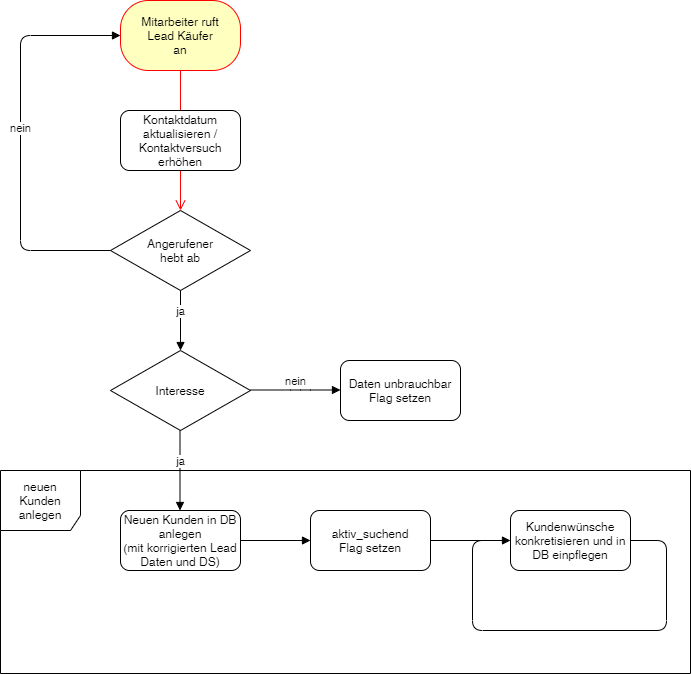 Mitarbeiter ruft
Lead Käufer
an
nein
Kontaktdatum
aktualisieren /
Kontaktversuch
erhöhen
Angerufener
hebt ab
ja
Interesse
nein
Daten unbrauchbar
Flag setzen
ja
neuen
Kunden
anlegen
Neuen Kunden in DB
anlegen
(mit korrigierten Lead
Daten und DS)
aktiv_suchend
Flag setzen
Kundenwünsche
konkretisieren und in
DB einpflegen